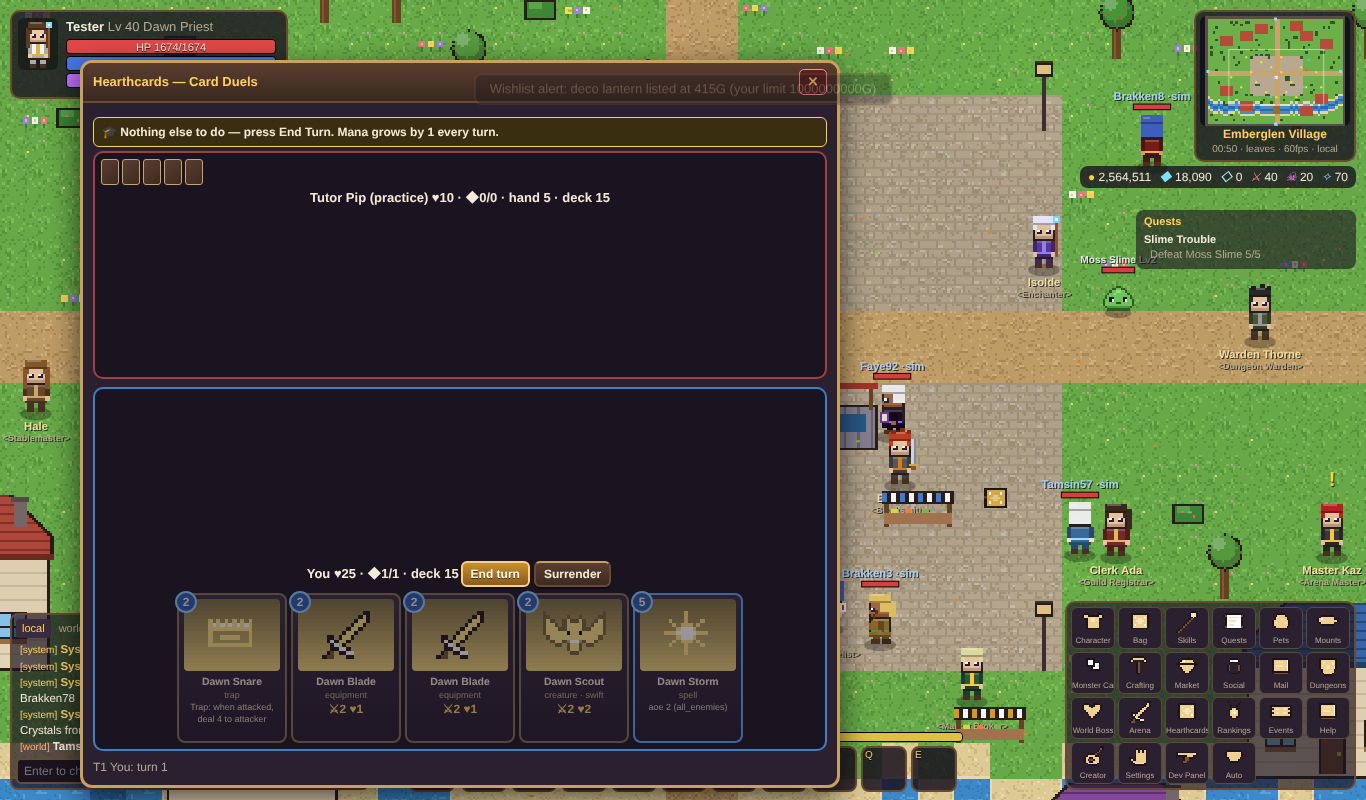 Tester Lv 40 Dawn Priest
HP 1674/1674
Hearthcards — Card Duels
Wishlist alert: deco lantern listed at 415G (your limit 1000000000G)
✕
🎓 Nothing else to do — press End Turn. Mana grows by 1 every turn.
Tutor Pip (practice) ♥10 · ◆0/0 · hand 5 · deck 15
You ♥25 · ◆1/1 · deck 15
End turn
Surrender
2
2
2
2
5
Dawn Snare
trap
Trap: when attacked,
deal 4 to attacker
Dawn Blade
equipment
⚔2 ♥1
Dawn Blade
equipment
⚔2 ♥1
Dawn Scout
creature · swift
⚔2 ♥2
Dawn Storm
spell
aoe 2 (all_enemies)
T1 You: turn 1
Hale
<Stablemaster>
local
[system]
[system]
[system]
Brakken78
[system]
[world]
Brakken8 ·sim
Emberglen Village
00:50 · leaves · 60fps · local
2,564,511
18,090
0
40
20
70
Quests
Slime Trouble
Defeat Moss Slime 5/5
Moss Slime Lv2
Isolde
<Enchanter>
Warden Thorne
<Dungeon Warden>
Faye92 ·sim
Tamsin57 ·sim
!
Clerk Ada
<Guild Registrar>
Master Kaz
<Arena Master>
Brakken3 ·sim
Q
E
Character
Bag
Skills
Quests
Pets
Mounts
Monster Ca
Crafting
Market
Social
Mail
Dungeons
World Boss
Arena
Hearthcards
Rankings
Events
Help
Creator
Settings
Dev Panel
Auto